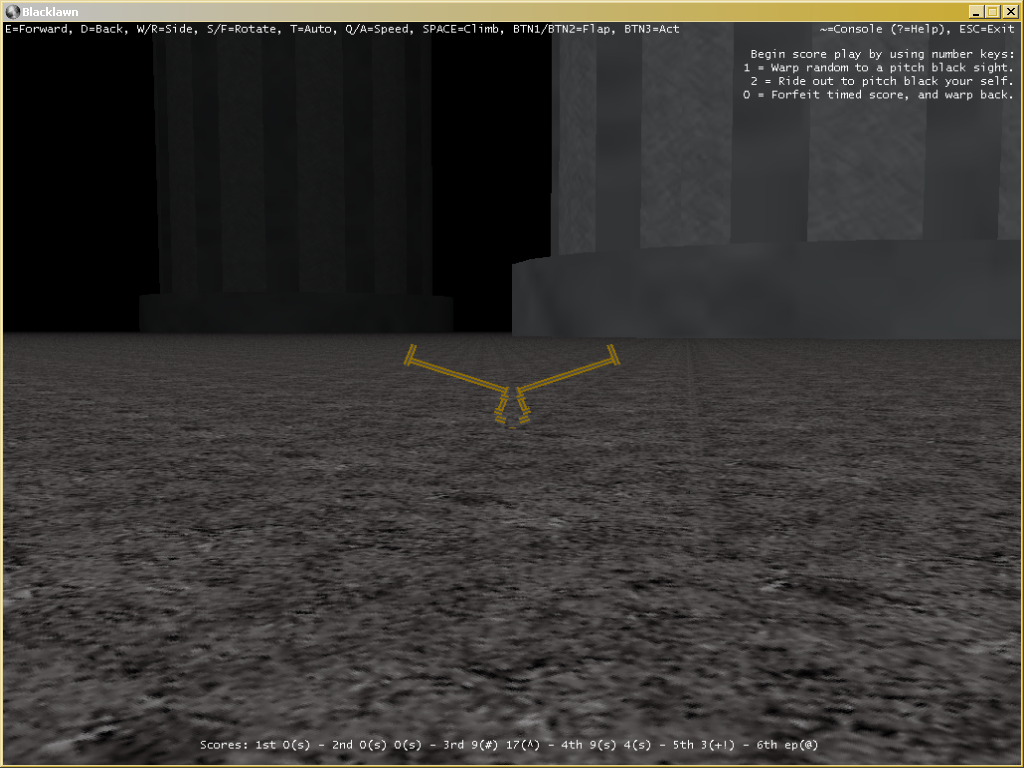 Blacklawn
E=Forward, D=Back, W/R=Side, S/F=Rotate, T=Auto, Q/A=Speed, SPACE=Climb, BTN1/BTN2=Flap, BTN3=Act
~=Console (?=Help), ESC=Exit
Begin score play by using number keys:
1 = Warp random to a pitch black sight.
2 = Ride out to pitch black your self.
0 = Forfeit timed score, and warp back.
Scores: 1st 0(s) - 2nd 0(s) 0(s) - 3rd 9(#) 17(^) - 4th 9(s) 4(s) - 5th 3(+!) - 6th ep(@)